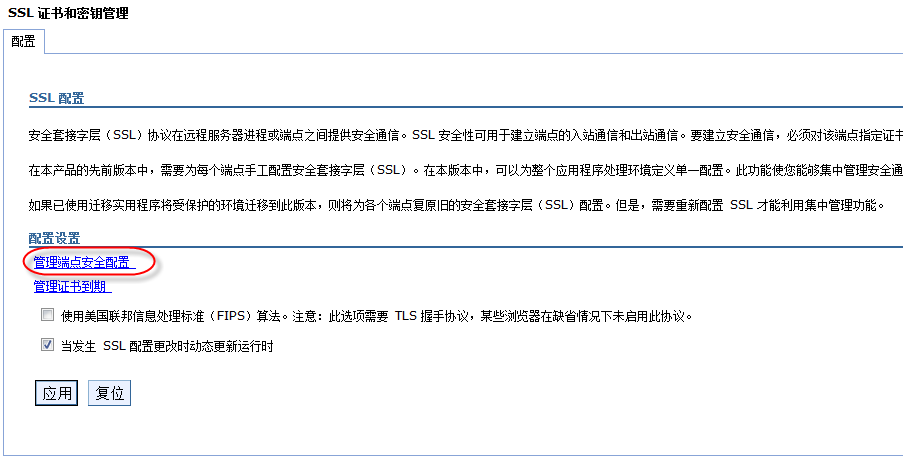 SSL 证书和密钥管理
配置
SSL 配置
安全套接字层（SSL）协议在远程服务器进程或端点之间提供安全通信。SSL 安全性可用于建立端点的入站通信和出站通信。要建立安全通信，必须对该端点指定证书
在本产品的先前版本中，需要为每个端点手工配置安全套接字层（SSL）。在本版本中，可以为整个应用程序处理环境定义单一配置。此功能使您能够集中管理安全通
如果已使用迁移实用程序将受保护的环境迁移到此版本，则将为各个端点复原旧的安全套接字层（SSL）配置。但是，需要重新配置 SSL 才能利用集中管理功能。
配置设置
管理端点安全配置
管理证书到期
使用美国联邦信息处理标准（FIPS）算法。注意：此选项需要 TLS 握手协议，某些浏览器在缺省情况下未启用此协议。
当发生 SSL 配置更改时动态更新运行时
应用 复位